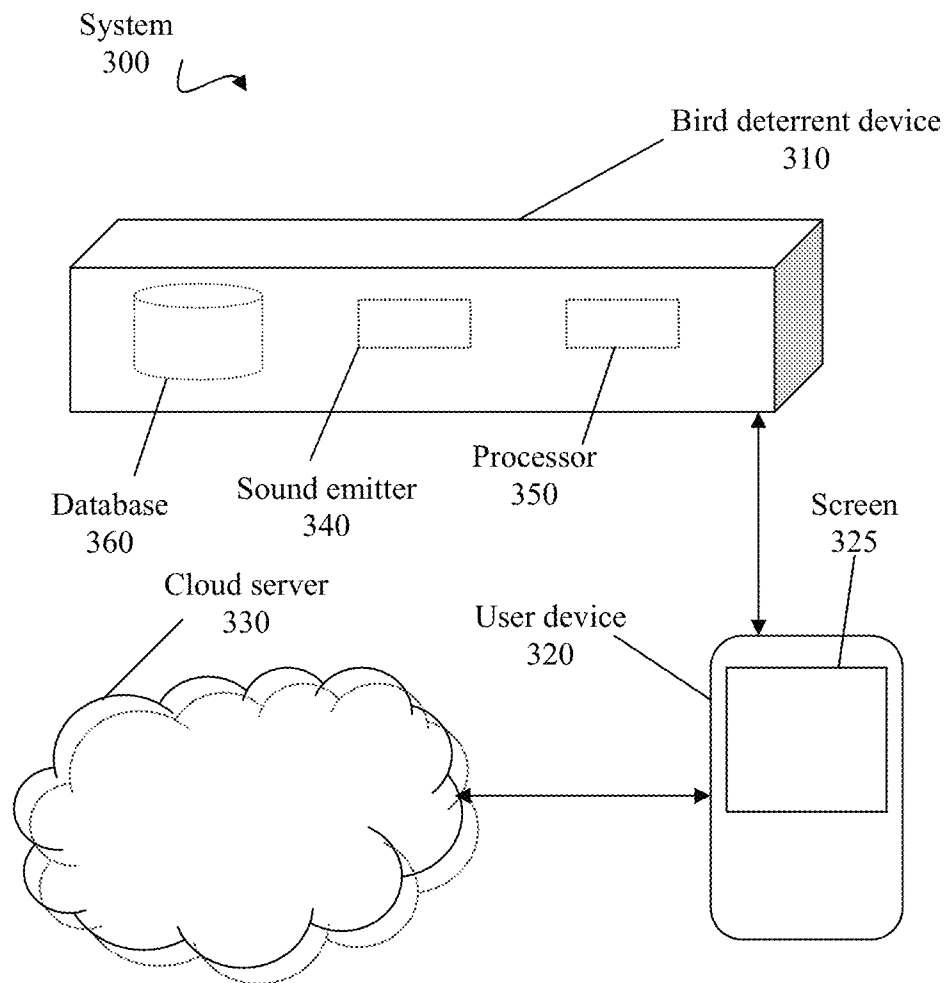 System
300
Bird deterrent device
310
Database
360
Sound emitter
340
Processor
350
Screen
325
Cloud server
330
User device
320